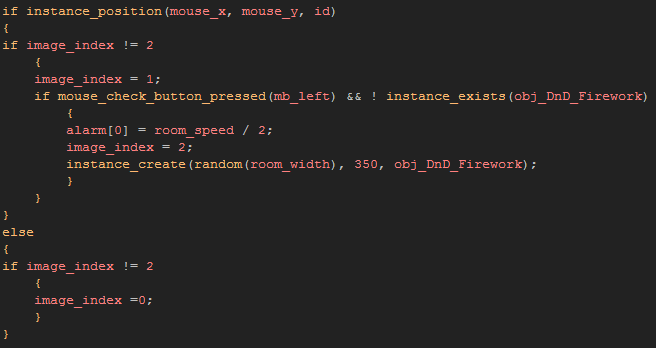 if instance_position(mouse_x, mouse_y, id)
{
if image_index != 2
    {
    image_index = 1;
    if mouse_check_button_pressed(mb_left) && ! instance_exists(obj_DnD_Firework)
        {
        alarm[0] = room_speed / 2;
        image_index = 2;
        instance_create(random(room_width), 350, obj_DnD_Firework);
        }
    }
}
else
{
if image_index != 2
    {
    image_index =0;
    }
}